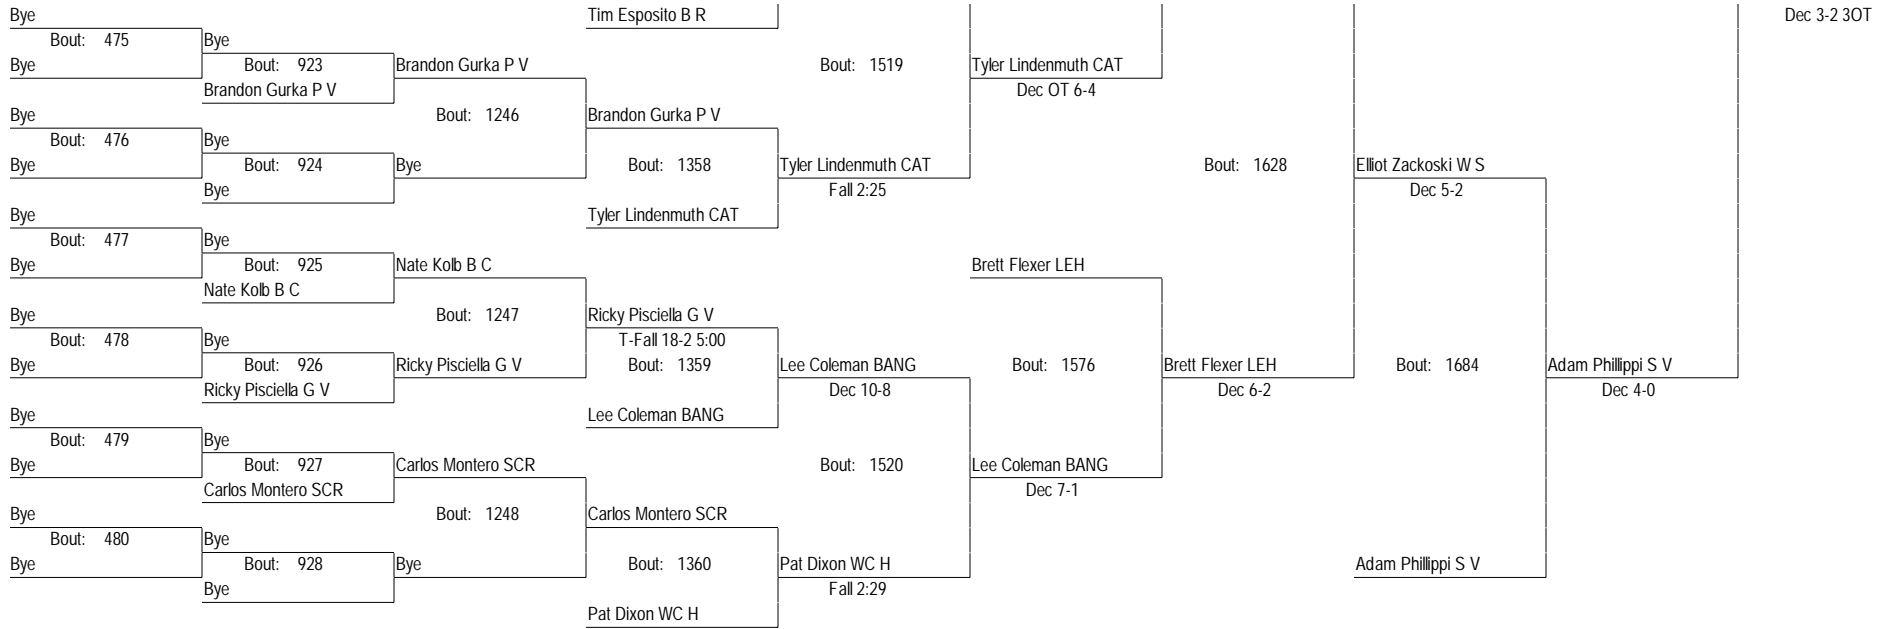 Bye Tim Esposito B R Dec 3-2 3OT
Bout: 475 Bye
Bye Bout: 923 Brandon Gurka P V Bout: 1519 Tyler Lindenmuth CAT
Brandon Gurka P V Dec OT 6-4
Bye Bout: 1246 Brandon Gurka P V
Bout: 476 Bye
Bye Bout: 924 Bye Bout: 1358 Tyler Lindenmuth CAT Bout: 1628 Elliot Zackoski W S
Bye Fall 2:25 Dec 5-2
Bye Tyler Lindenmuth CAT
Bout: 477 Bye
Bye Bout: 925 Nate Kolb B C Brett Flexer LEH
Nate Kolb B C
Bye Bout: 1247 Ricky Pisciella G V
Bout: 478 Bye T-Fall 18-2 5:00
Bye Bout: 926 Ricky Pisciella G V Bout: 1359 Lee Coleman BANG Bout: 1576 Brett Flexer LEH Bout: 1684 Adam Phillippi S V
Ricky Pisciella G V Dec 10-8 Dec 6-2 Dec 4-0
Bye Lee Coleman BANG
Bout: 479 Bye
Bye Bout: 927 Carlos Montero SCR Bout: 1520 Lee Coleman BANG
Carlos Montero SCR Dec 7-1
Bye Bout: 1248 Carlos Montero SCR
Bout: 480 Bye
Bye Bout: 928 Bye Bout: 1360 Pat Dixon WC H Adam Phillippi S V
Bye Fall 2:29
Pat Dixon WC H